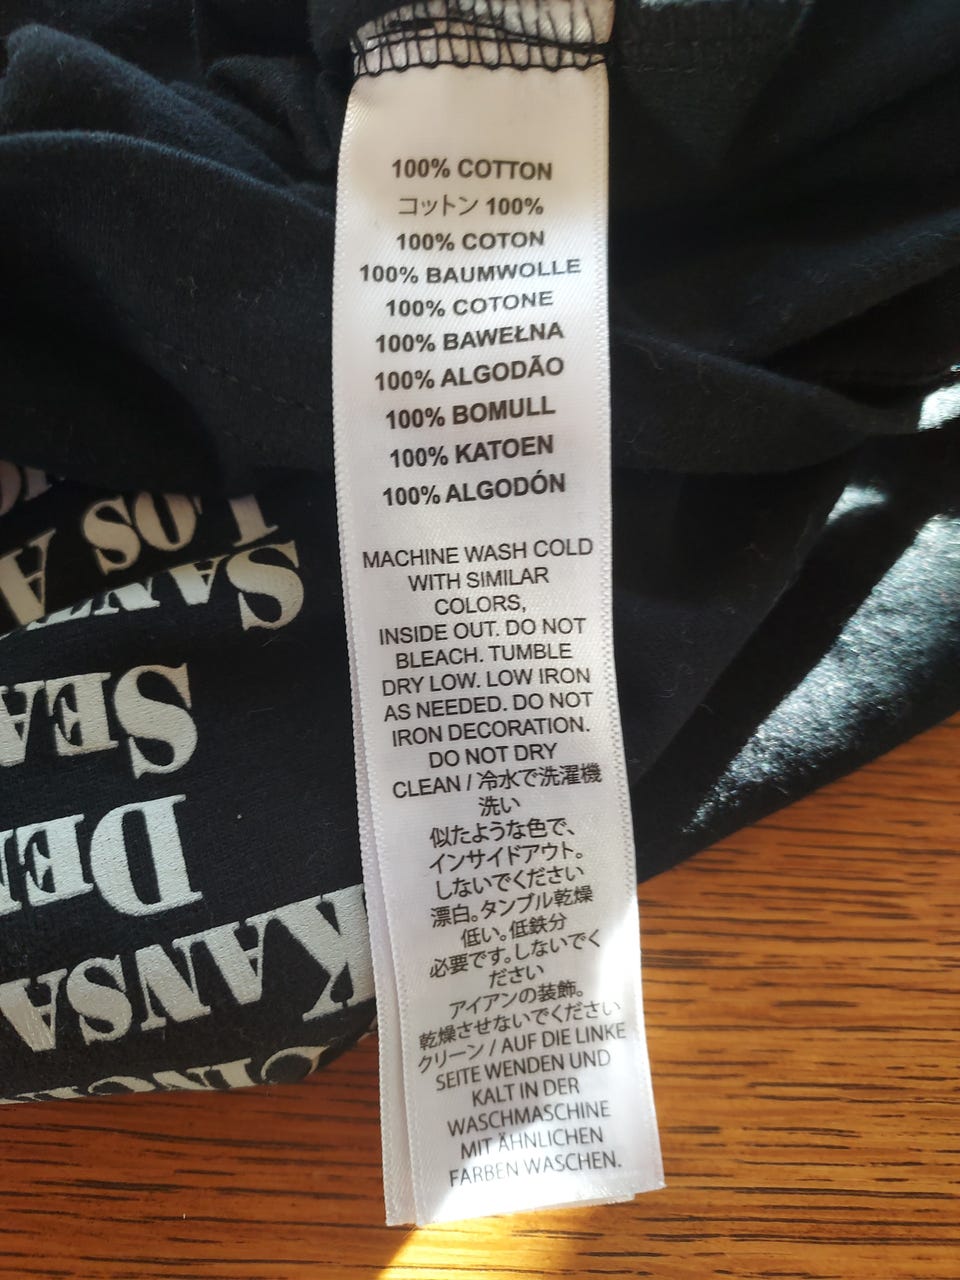 100% COTTON
コットン 100%
100% COTON
100% BAUMWOLLE
100% COTONE
100% BAWEŁNA
100% ALGODÃO
100% BOMULL
100% KATOEN
100% ALGODÓN
MACHINE WASH COLD
WITH SIMILAR
COLORS,
INSIDE OUT. DO NOT
BLEACH. TUMBLE
DRY LOW. LOW IRON
AS NEEDED. DO NOT
IRON DECORATION.
DO NOT DRY
CLEAN / 冷水で洗濯機
洗い
似たような色で、
インサイドアウト。
しないでください
漂白。タンブル乾燥
低い。低鉄分
必要です。しないでく
ださい
アイアンの装飾。
乾燥させないでください
クリーン / AUF DIE LINKE
SEITE WENDEN UND
KALT IN DER
WASCHMASCHINE
MIT ÄHNLICHEN
FARBEN WASCHEN.
KANSA
DEN
SEA
SANTA
LOS A